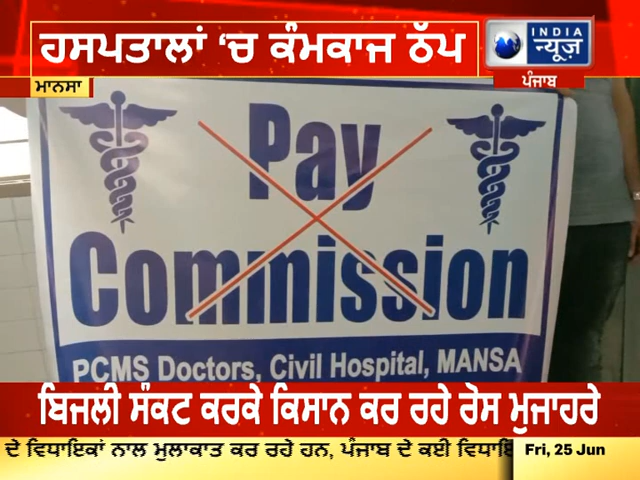 ਹਸਪਤਾਲਾਂ ‘ਚ ਕੰਮਕਾਜ ਠੱਪ
INDIA
ਨਿਊਜ਼
ਪੰਜਾਬ
ਮਾਨਸਾ
Pay
Commission
PCMS Doctors, Civil Hospital, MANSA
ਬਿਜਲੀ ਸੰਕਟ ਕਰਕੇ ਕਿਸਾਨ ਕਰ ਰਹੇ ਰੋਸ ਮੁਜਾਹਰੇ
ਦੇ ਵਿਧਾਇਕਾਂ ਨਾਲ ਮੁਲਾਕਾਤ ਕਰ ਰਹੇ ਹਨ, ਪੰਜਾਬ ਦੇ ਕਈ ਵਿਧਾਇ
Fri, 25 Jun